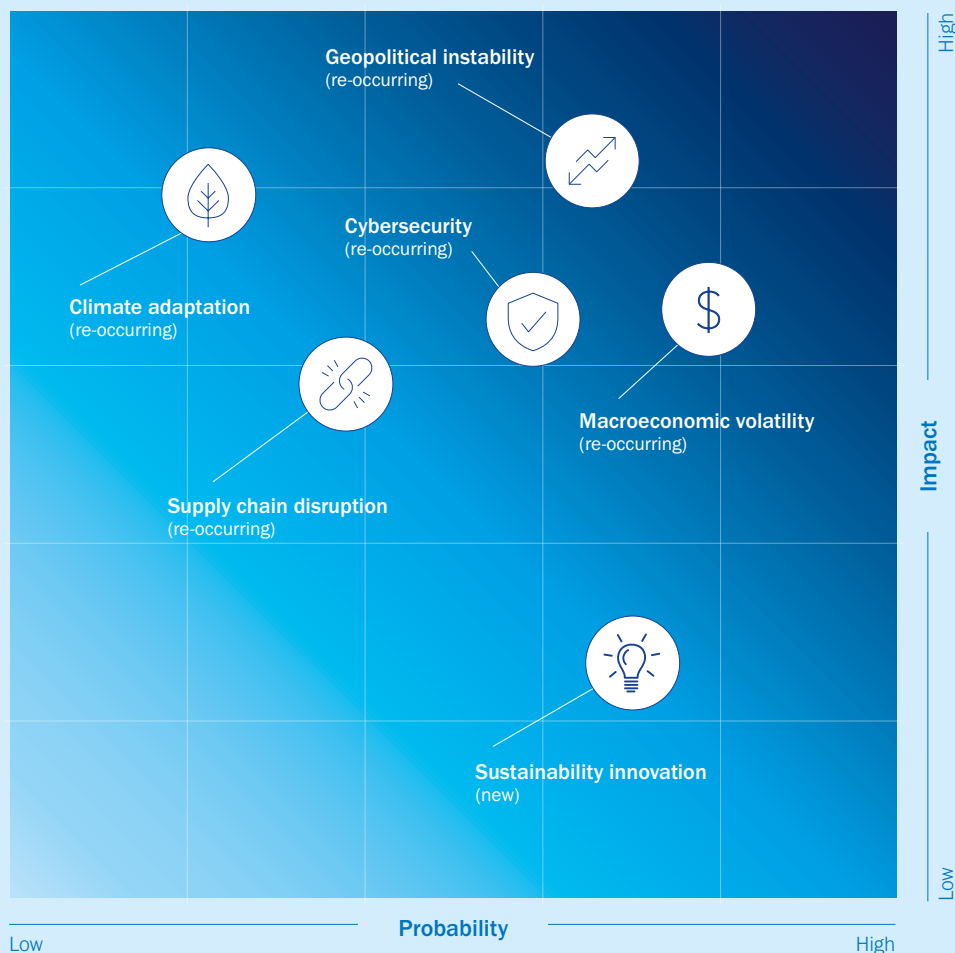 High
Geopolitical instability
(re-occurring)
Cybersecurity
(re-occurring)
Climate adaptation
(re-occurring)
$
Macroeconomic volatility
(re-occurring)
Impact
Supply chain disruption
(re-occurring)
Sustainability innovation
(new)
Low
Probability
Low
High